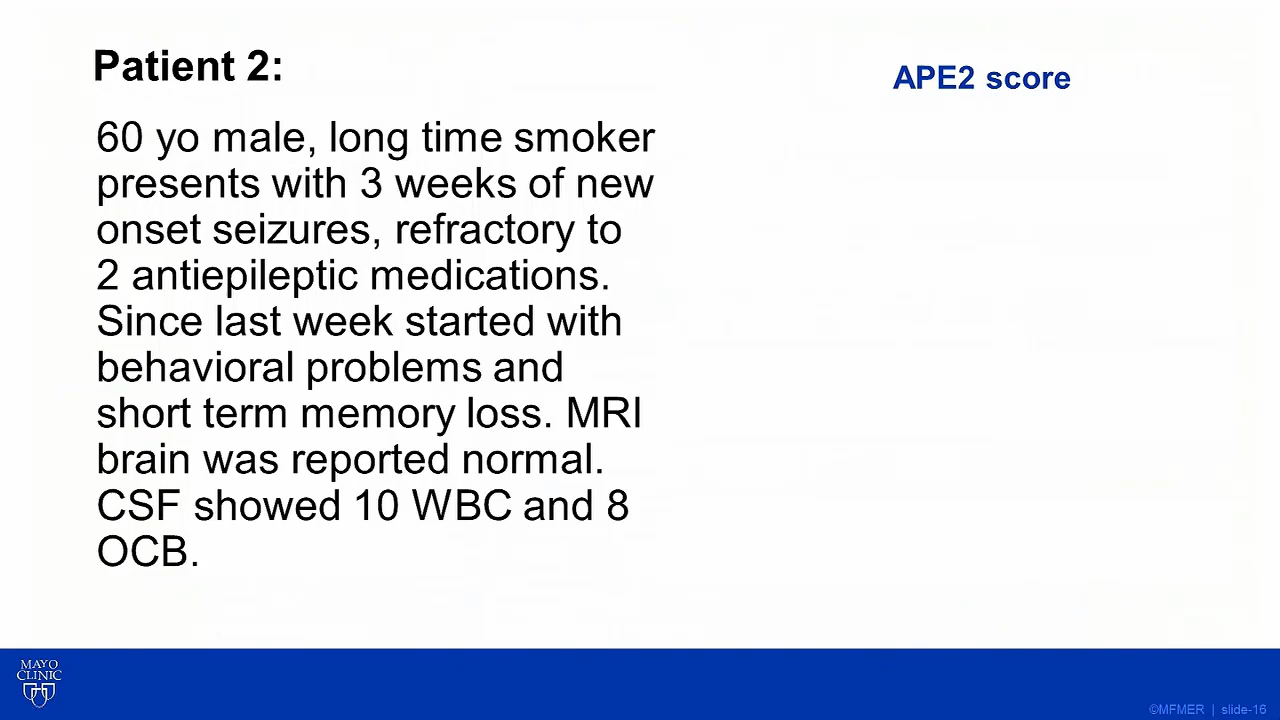 Patient 2:
APE2 score
60 yo male, long time smoker
presents with 3 weeks of new
onset seizures, refractory to
2 antiepileptic medications.
Since last week started with
behavioral problems and
short term memory loss. MRI
brain was reported normal.
CSF showed 10 WBC and 8
OCB.
MAYO
CLINIC
©MFMER | slide-16